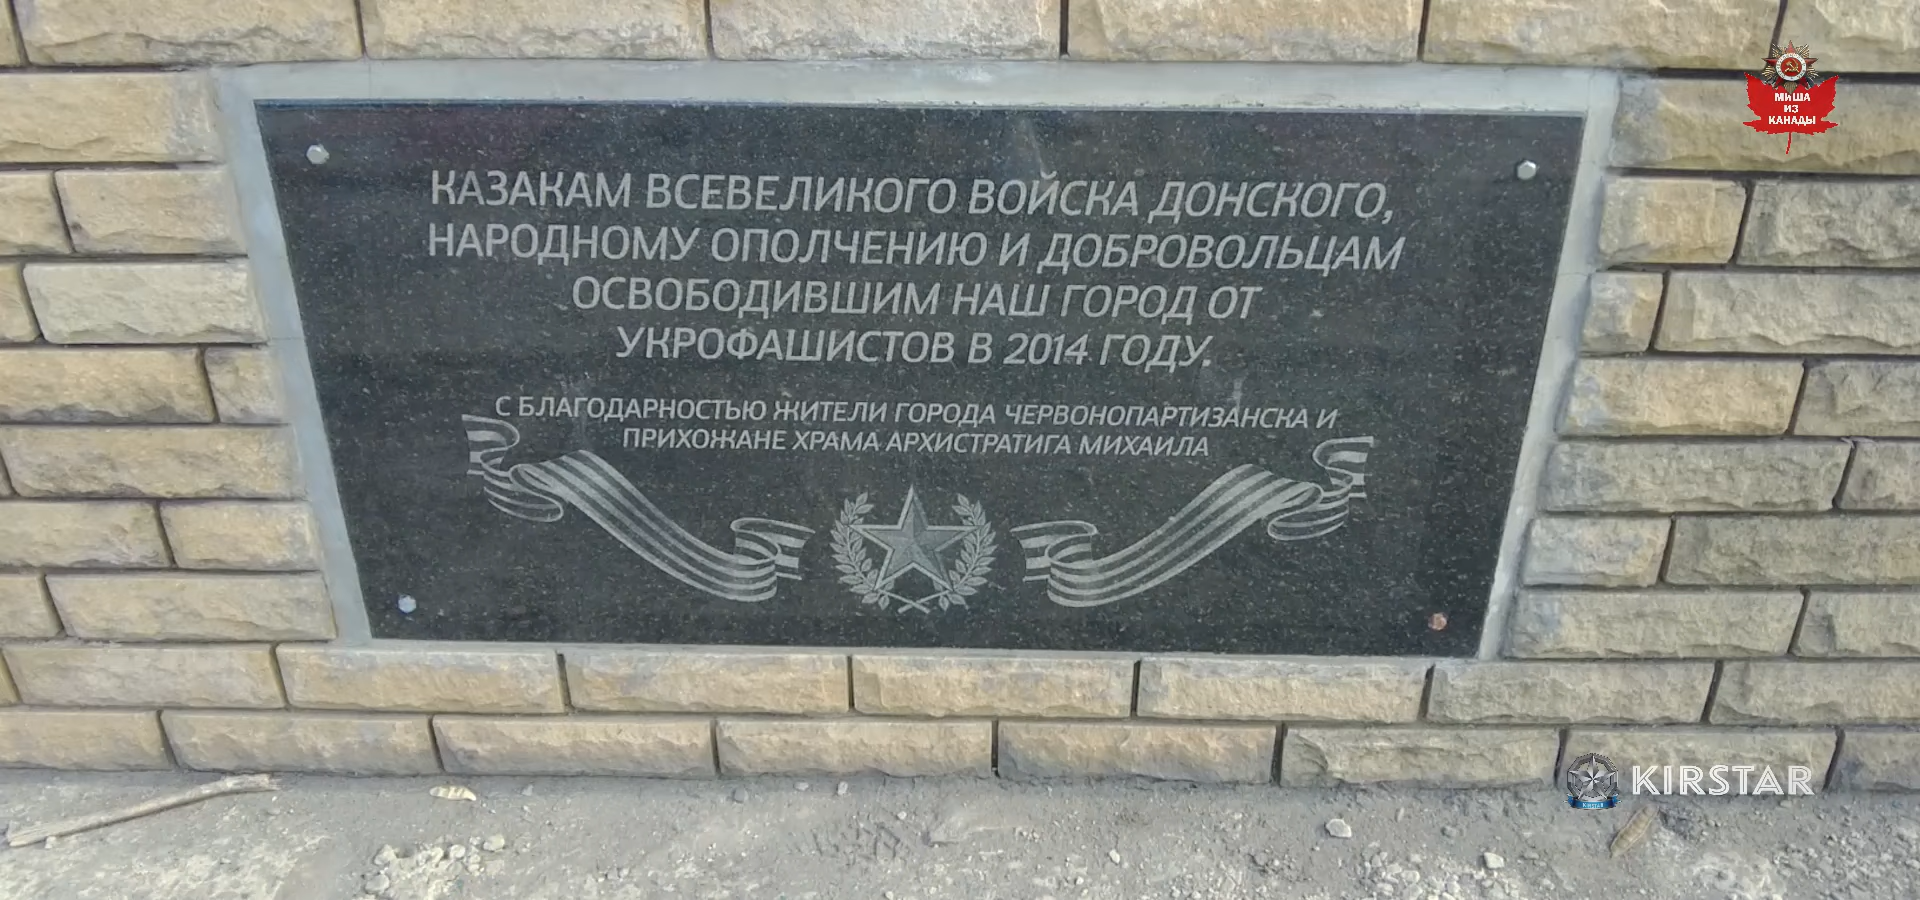 МИША
ИЗ
КАНАДЫ
КАЗАКАМ ВСЕВЕЛИКОГО ВОЙСКА ДОНСКОГО,
НАРОДНОМУ ОПОЛЧЕНИЮ И ДОБРОВОЛЬЦАМ
ОСВОБОДИВШИМ НАШ ГОРОД ОТ
УКРОФАШИСТОВ В 2014 ГОДУ.
С БЛАГОДАРНОСТЬЮ ЖИТЕЛИ ГОРОДА ЧЕРВОНОПАРТИЗАНСКА И
ПРИХОЖАНЕ ХРАМА АРХИСТРАТИГА МИХАИЛА
KIRSTAR
KIRSTAR